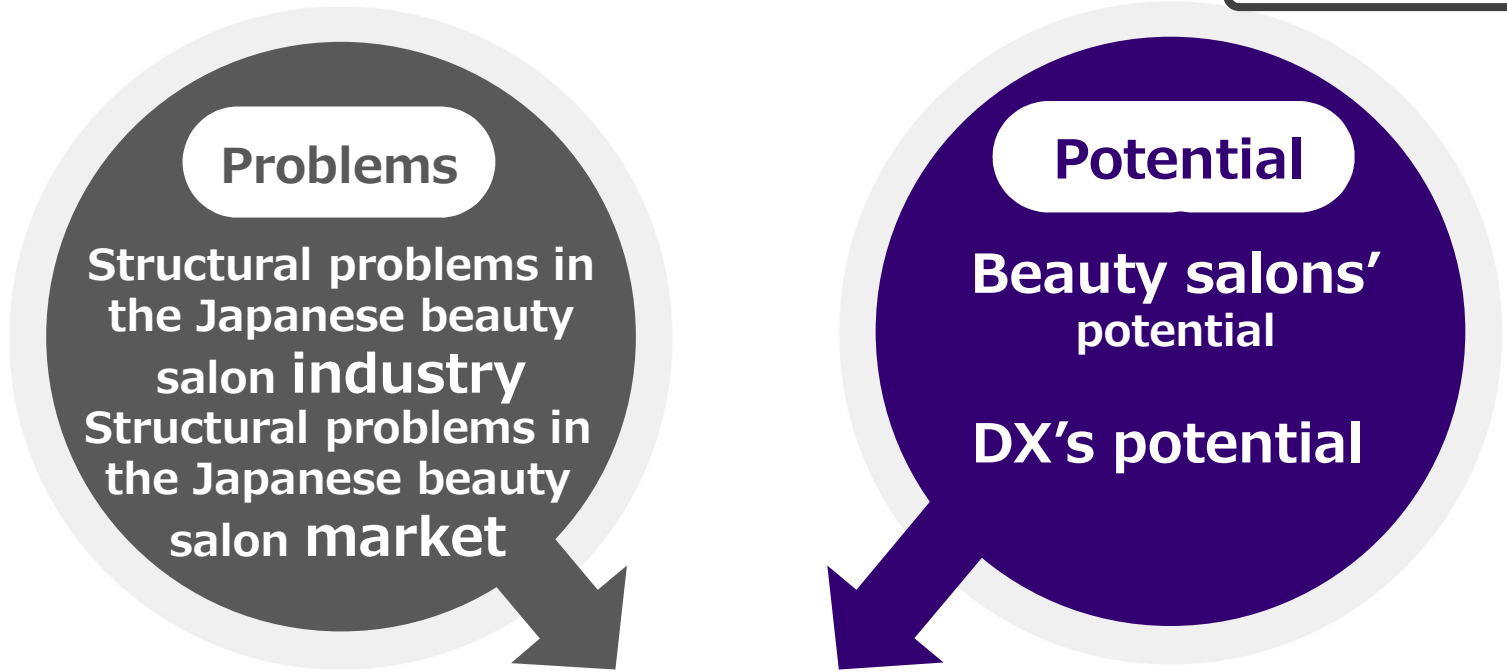 Problems
Structural problems in
the Japanese beauty
salon industry
Structural problems in
the Japanese beauty
salon market
Potential
Beauty salons’
potential
DX’s potential